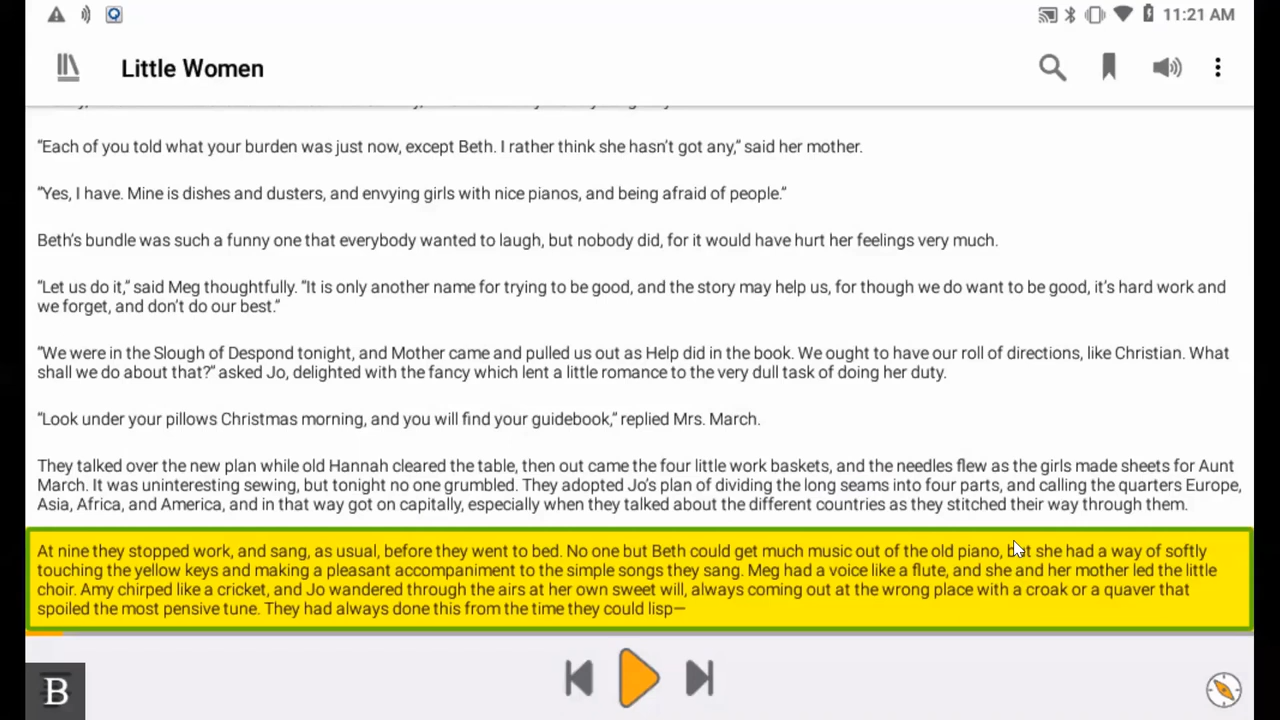 11:21 AM
Little Women
“Each of you told what your burden was just now, except Beth. I rather think she hasn’t got any,” said her mother.
“Yes, I have. Mine is dishes and dusters, and envying girls with nice pianos, and being afraid of people.”
Beth’s bundle was such a funny one that everybody wanted to laugh, but nobody did, for it would have hurt her feelings very much.
“Let us do it,” said Meg thoughtfully. “It is only another name for trying to be good, and the story may help us, for though we do want to be good, it’s hard work and
we forget, and don’t do our best.”
“We were in the Slough of Despond tonight, and Mother came and pulled us out as Help did in the book. We ought to have our roll of directions, like Christian. What
shall we do about that?” asked Jo, delighted with the fancy which lent a little romance to the very dull task of doing her duty.
“Look under your pillows Christmas morning, and you will find your guidebook,” replied Mrs. March.
They talked over the new plan while old Hannah cleared the table, then out came the four little work baskets, and the needles flew as the girls made sheets for Aunt
March. It was uninteresting sewing, but tonight no one grumbled. They adopted Jo’s plan of dividing the long seams into four parts, and calling the quarters Europe,
Asia, Africa, and America, and in that way got on capitally, especially when they talked about the different countries as they stitched their way through them.
At nine they stopped work, and sang, as usual, before they went to bed. No one but Beth could get much music out of the old piano, but she had a way of softly
touching the yellow keys and making a pleasant accompaniment to the simple songs they sang. Meg had a voice like a flute, and she and her mother led the little
choir. Amy chirped like a cricket, and Jo wandered through the airs at her own sweet will, always coming out at the wrong place with a croak or a quaver that
spoiled the most pensive tune. They had always done this from the time they could lisp—
B